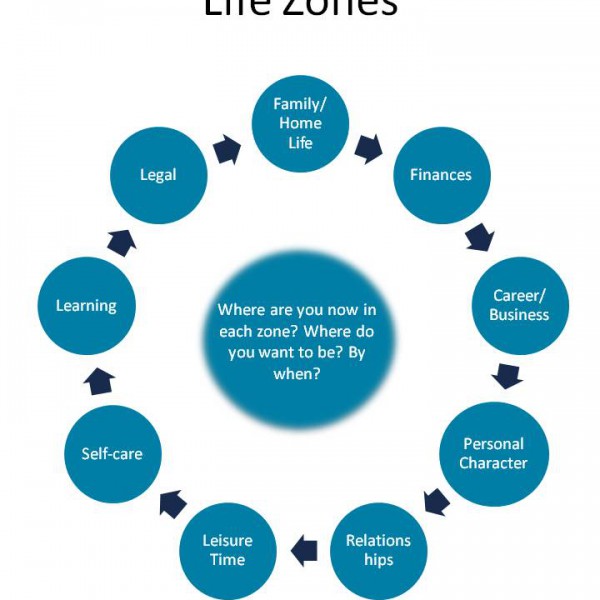 Life Zones
Family/
Home
Life
Finances
Career/
Business
Personal
Character
Relations
hips
Leisure
Time
Self-care
Learning
Legal
Where are you now in
each zone? Where do
you want to be? By
when?